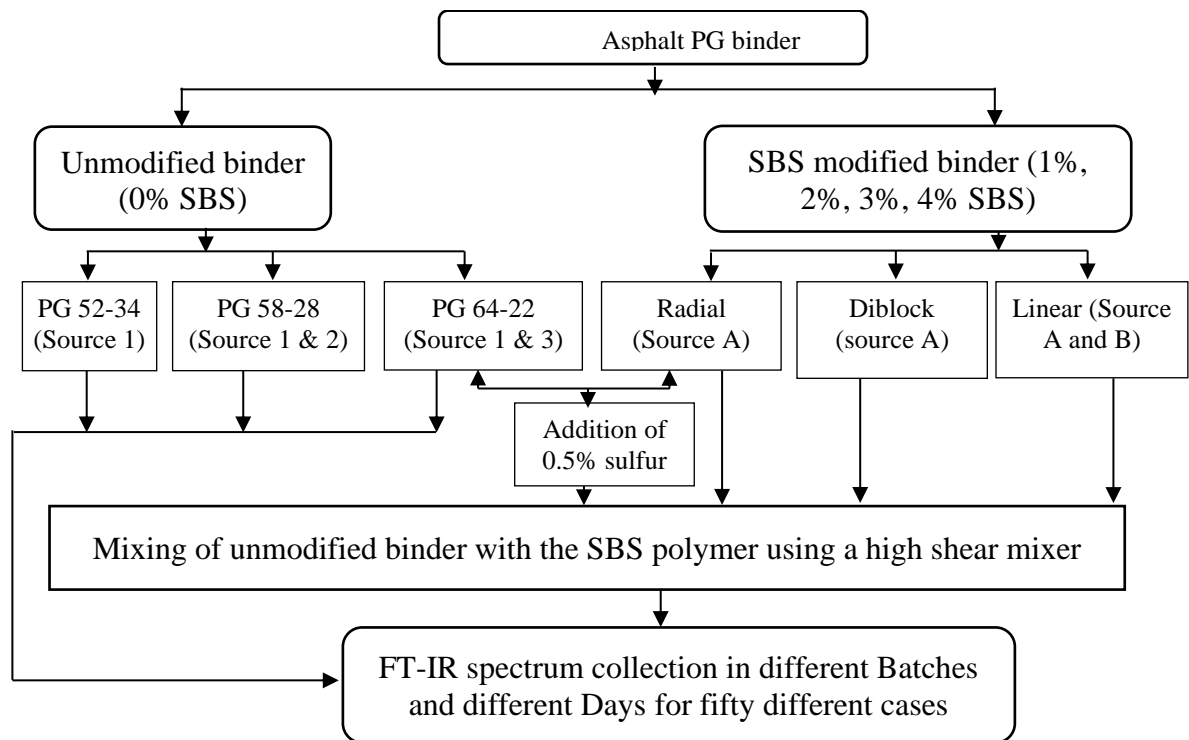 Asphalt PG binder
Unmodified binder
(0% SBS)
SBS modified binder (1%,
2%, 3%, 4% SBS)
PG 52-34
(Source 1)
PG 58-28
(Source 1 & 2)
PG 64-22
(Source 1 & 3)
Radial
(Source A)
Diblock
(source A)
Linear (Source
A and B)
Addition of
0.5% sulfur
Mixing of unmodified binder with the SBS polymer using a high shear mixer
FT-IR spectrum collection in different Batches
and different Days for fifty different cases